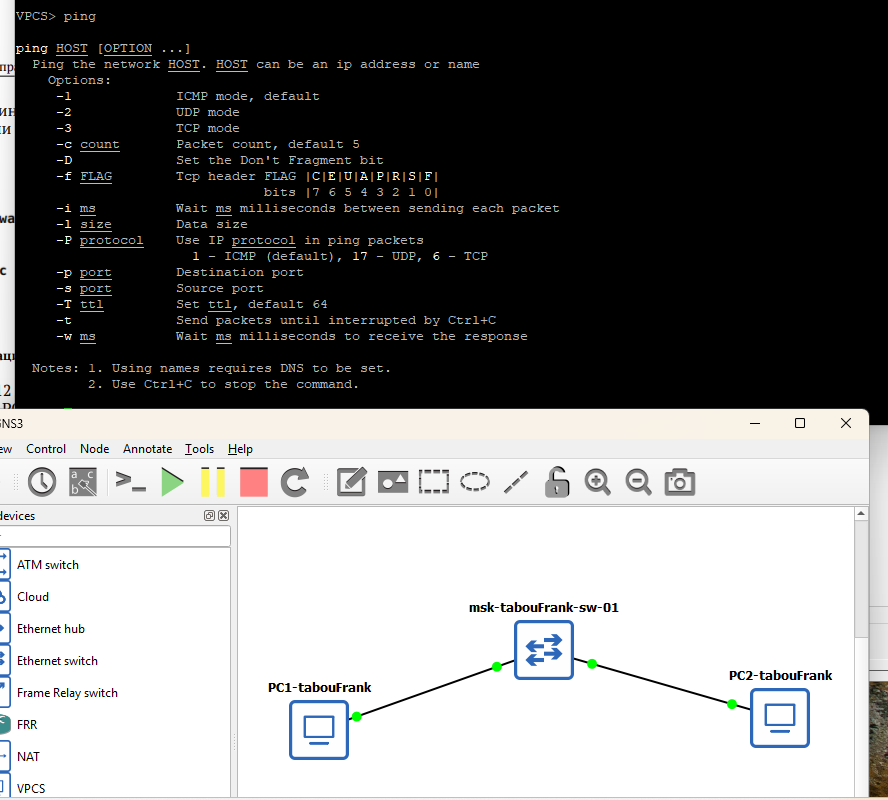 VPCS> ping
ping HOST [OPTION ...]
Ping the network HOST. HOST can be an ip address or name
Options:
-1 ICMP mode, default
-2 UDP mode
-3 TCP mode
-c count Packet count, default 5
-D Set the Don't Fragment bit
-f FLAG Tcp header FLAG |C|E|U|A|P|R|S|F|
bits |7 6 5 4 3 2 1 0|
-i ms Wait ms milliseconds between sending each packet
-l size Data size
-P protocol Use IP protocol in ping packets
1 - ICMP (default), 17 - UDP, 6 - TCP
-p port Destination port
-s port Source port
-T ttl Set ttl, default 64
-t Send packets until interrupted by Ctrl+C
-w ms Wait ms milliseconds to receive the response
Notes: 1. Using names requires DNS to be set.
2. Use Ctrl+C to stop the command.
Control Node Annotate Tools Help
devices
ATM switch
Cloud
Ethernet hub
Ethernet switch
Frame Relay switch
FRR
NAT
VPCS
msk-tabouFrank-sw-01
PC1-tabouFrank
PC2-tabouFrank